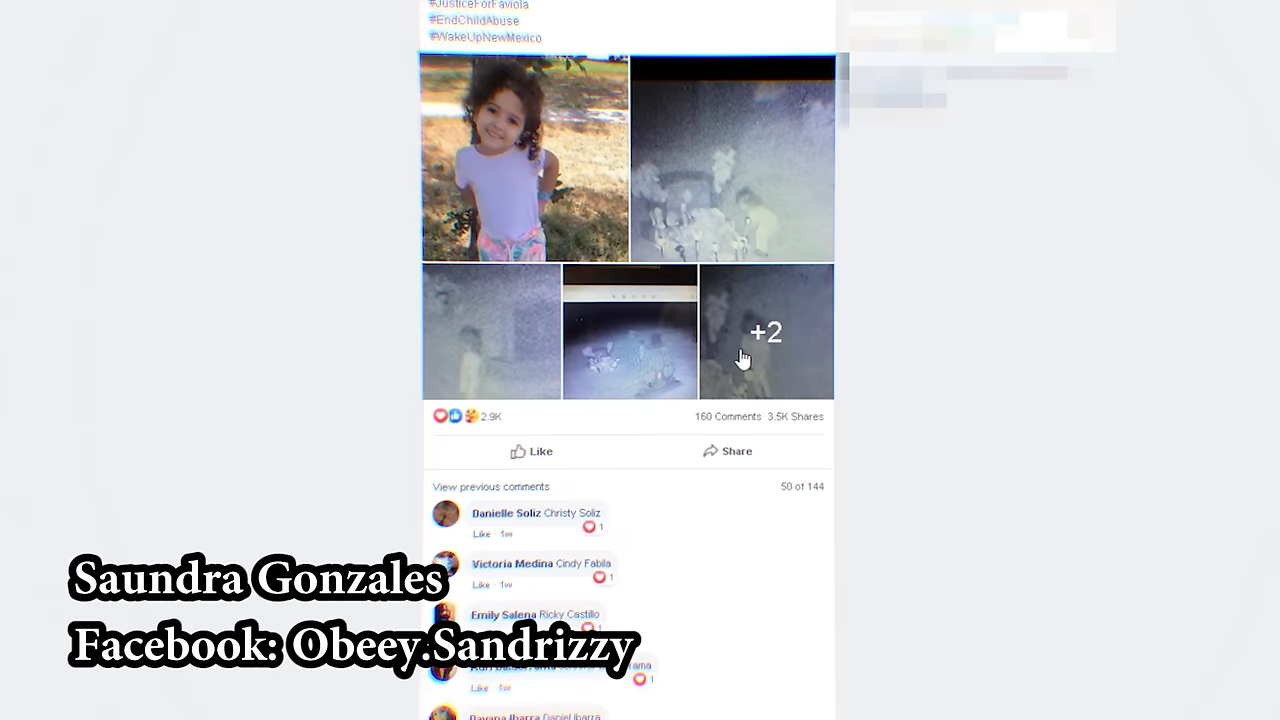 #JusticeForFaviola
#EndChildAbuse
#WakeUpNewMexico
+2
2.9K
160 Comments 3.5K Shares
Like
Share
View previous comments
50 of 144
Danielle Soliz Christy Soliz
1
Like · 1w
Victoria Medina Cindy Fabila
1
Like · 1w
Emily Salena Ricky Castillo
1
1
Like · 1w
Dayana Ibarra Daniel Ibarra
Saundra Gonzales
Facebook: Obeey.Sandrizzy